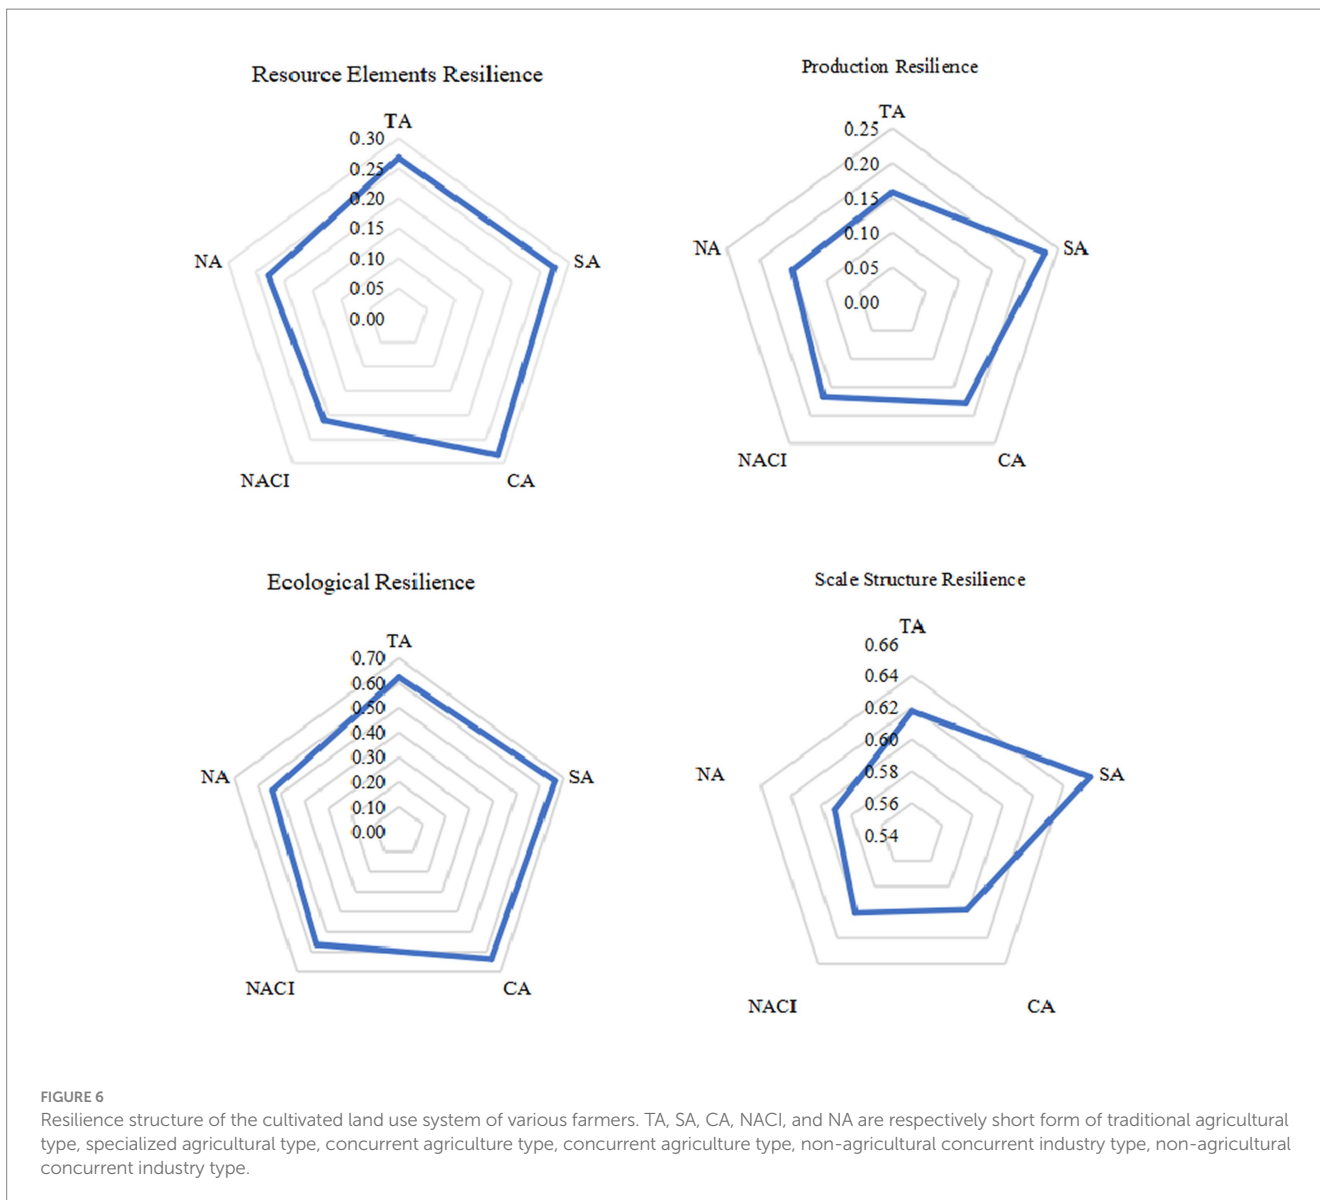 Resource Elements Resilience
TA
0.30
0.25
0.20
0.15
0.10
0.05
0.00
NA
SA
NACI
CA
Production Resilience
TA
0.25
0.20
0.15
0.10
0.05
0.00
NA
SA
NACI
CA
Ecological Resilience
TA
0.70
0.60
0.50
0.40
0.30
0.20
0.10
0.00
NA
SA
NACI
CA
Scale Structure Resilience
TA
0.66
0.64
0.62
0.60
0.58
0.56
0.54
NA
SA
NACI
CA
FIGURE 6
Resilience structure of the cultivated land use system of various farmers. TA, SA, CA, NACI, and NA are respectively short form of traditional agricultural
type, specialized agricultural type, concurrent agriculture type, concurrent agriculture type, non-agricultural concurrent industry type, non-agricultural
concurrent industry type.